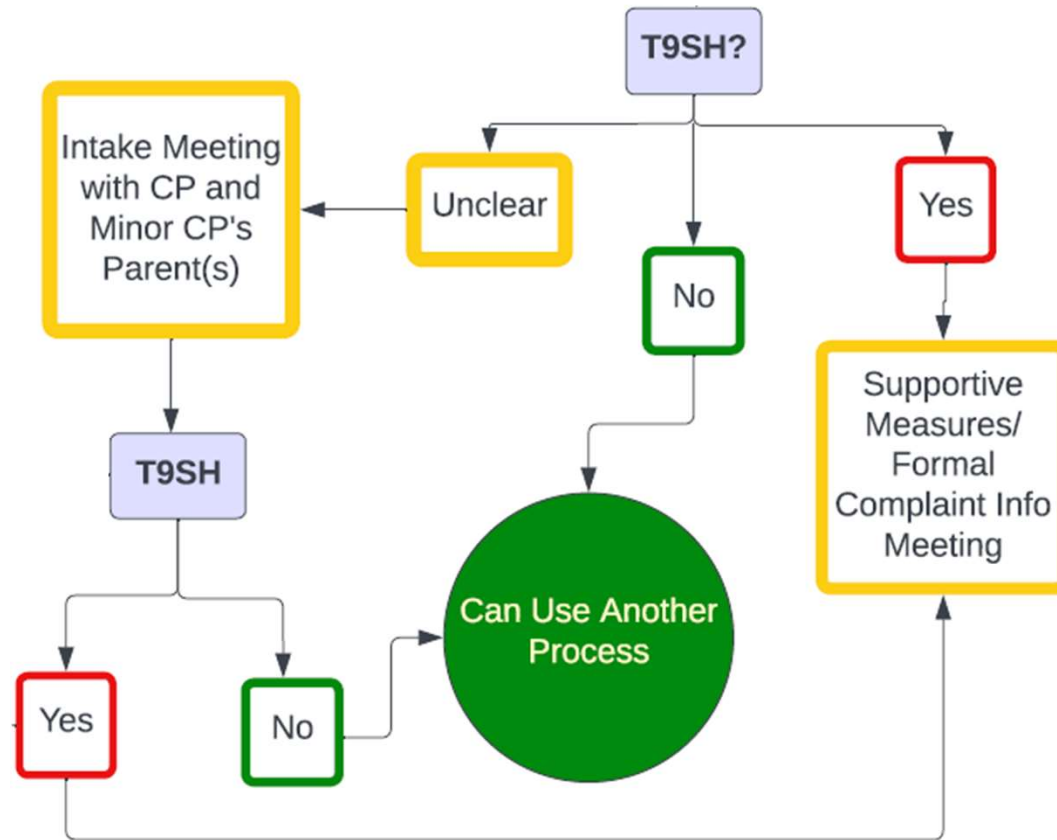 T9SH?
Intake Meeting
with CP and
Minor CP's
Parent(s)
Unclear
Yes
No
Supportive
Measures/
Formal
Complaint Info
Meeting
T9SH
Can Use Another
Process
Yes
No